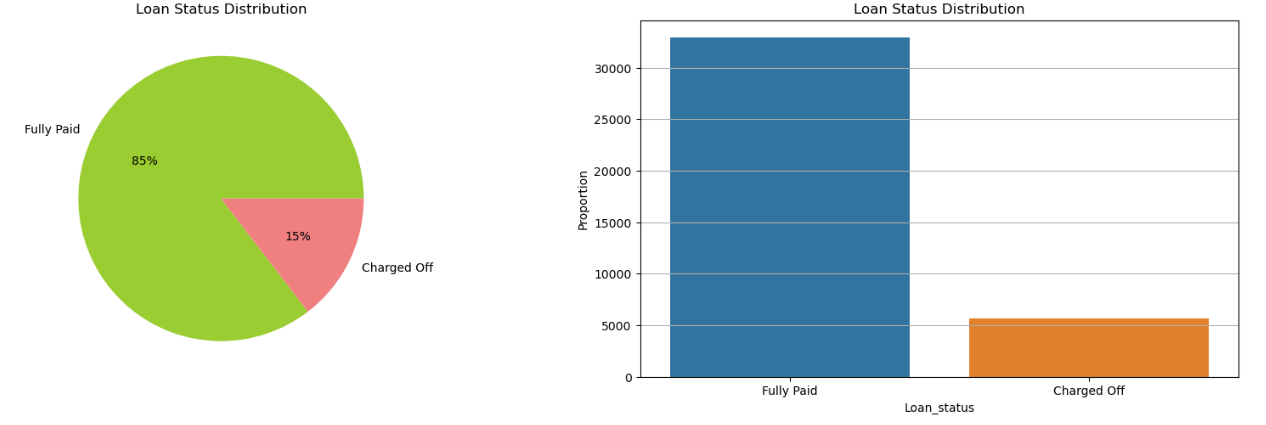 Loan Status Distribution
Fully Paid
85%
15%
Charged Off
Loan Status Distribution
Proportion
30000
25000
20000
15000
10000
5000
0
Fully Paid
Charged Off
Loan_status